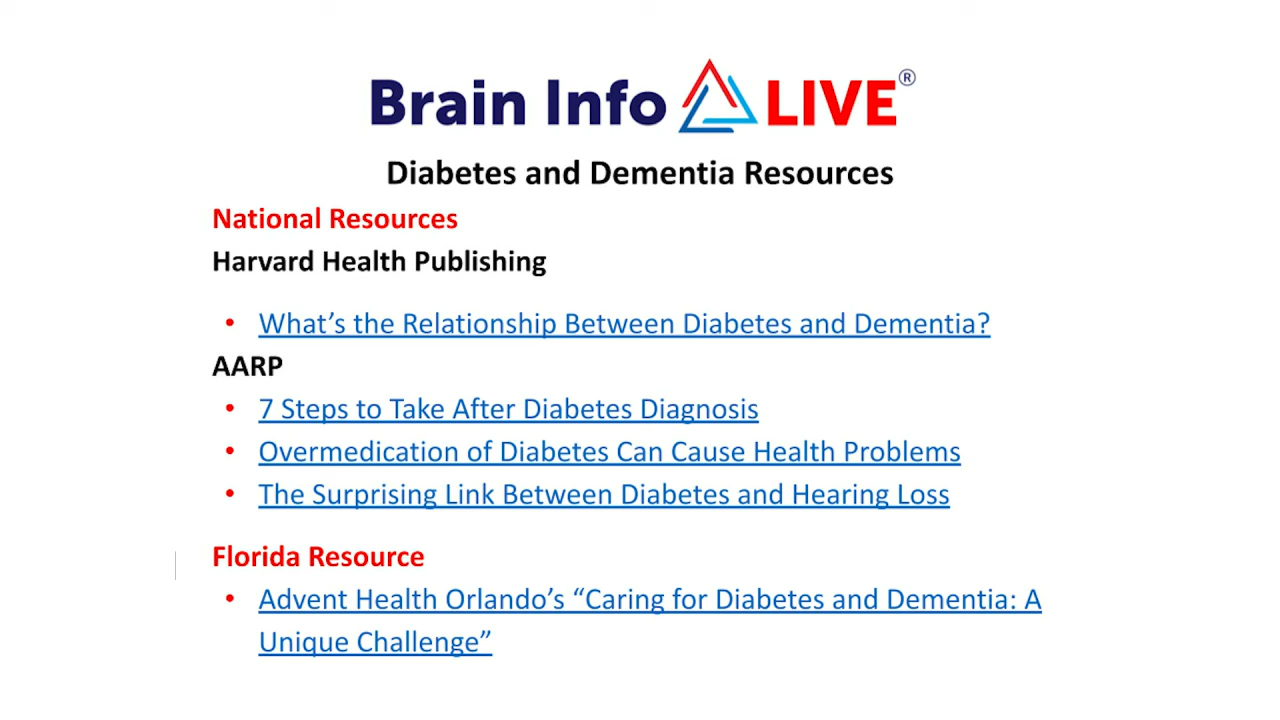 Brain Info LIVE®
Diabetes and Dementia Resources
National Resources
Harvard Health Publishing
• What’s the Relationship Between Diabetes and Dementia?
AARP
• 7 Steps to Take After Diabetes Diagnosis
• Overmedication of Diabetes Can Cause Health Problems
• The Surprising Link Between Diabetes and Hearing Loss
Florida Resource
• Advent Health Orlando’s “Caring for Diabetes and Dementia: A
Unique Challenge”